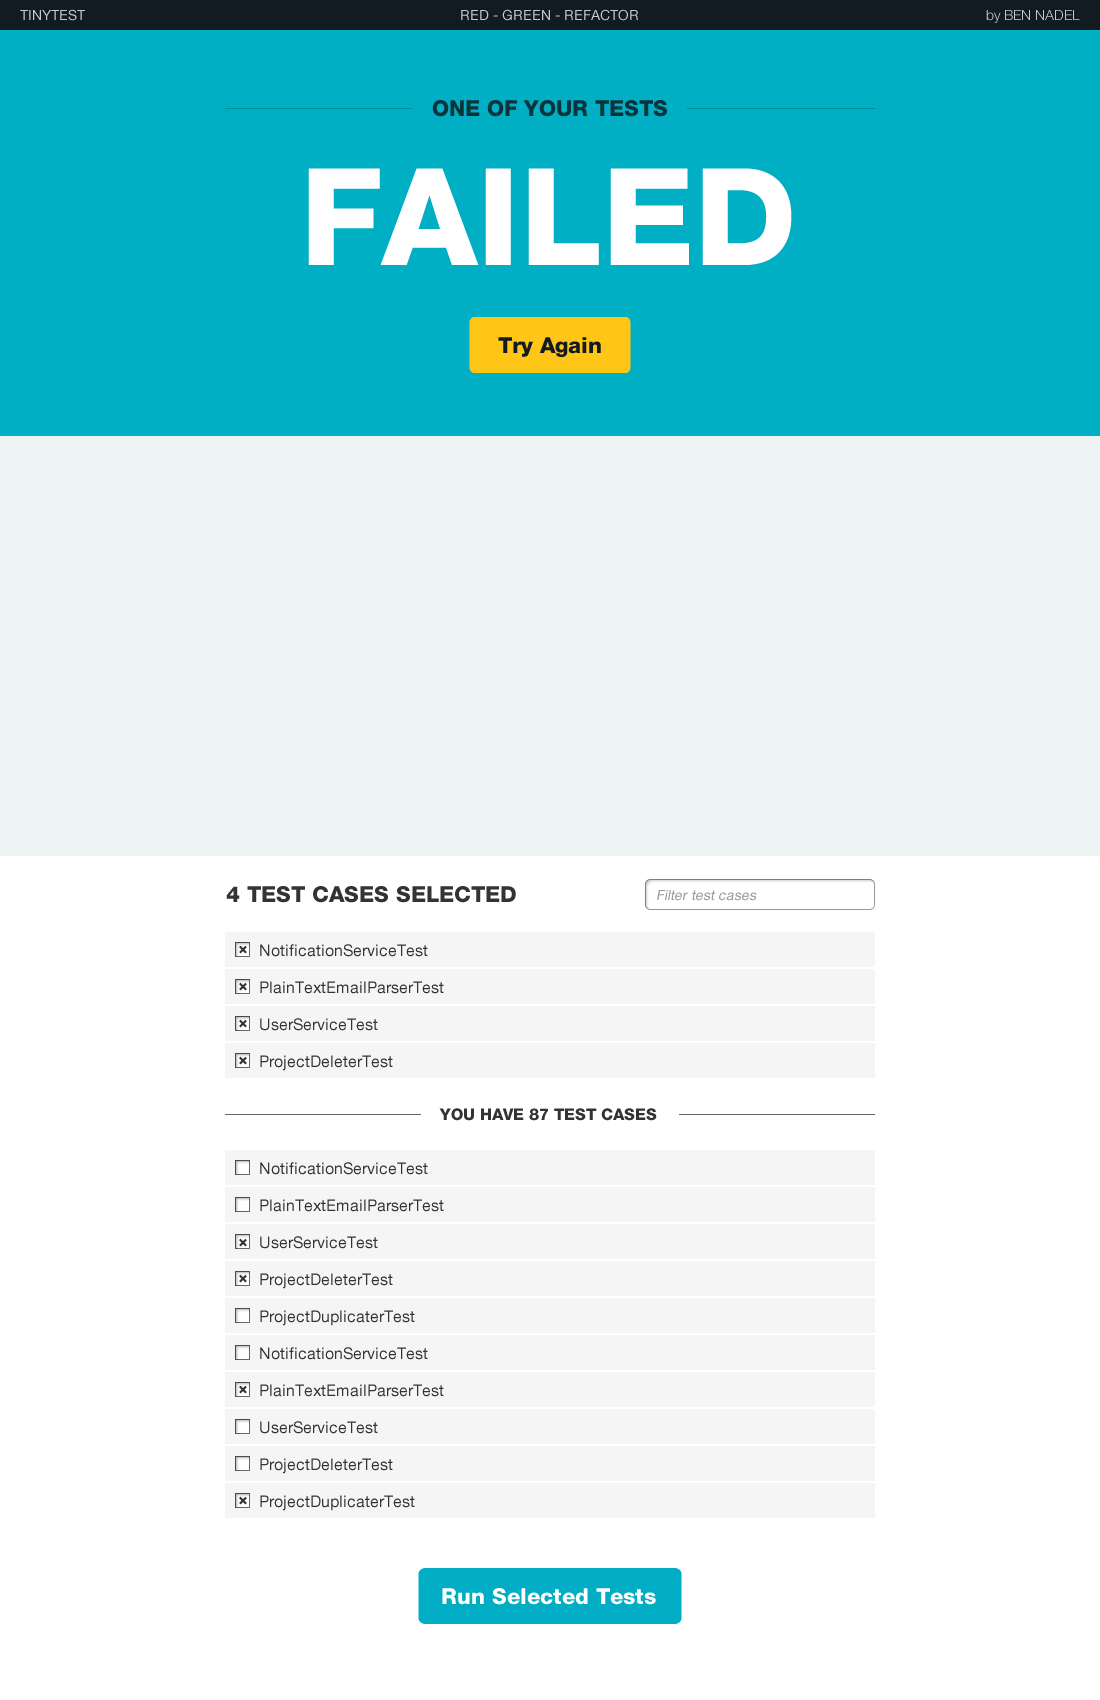 TINYTEST
RED - GREEN - REFACTOR
by BEN NADEL
ONE OF YOUR TESTS
FAILED
Try Again
4 TEST CASES SELECTED
Filter test cases
NotificationServiceTest
PlainTextEmailParserTest
UserServiceTest
ProjectDeleterTest
YOU HAVE 87 TEST CASES
NotificationServiceTest
PlainTextEmailParserTest
UserServiceTest
ProjectDeleterTest
ProjectDuplicaterTest
NotificationServiceTest
PlainTextEmailParserTest
UserServiceTest
ProjectDeleterTest
ProjectDuplicaterTest
Run Selected Tests